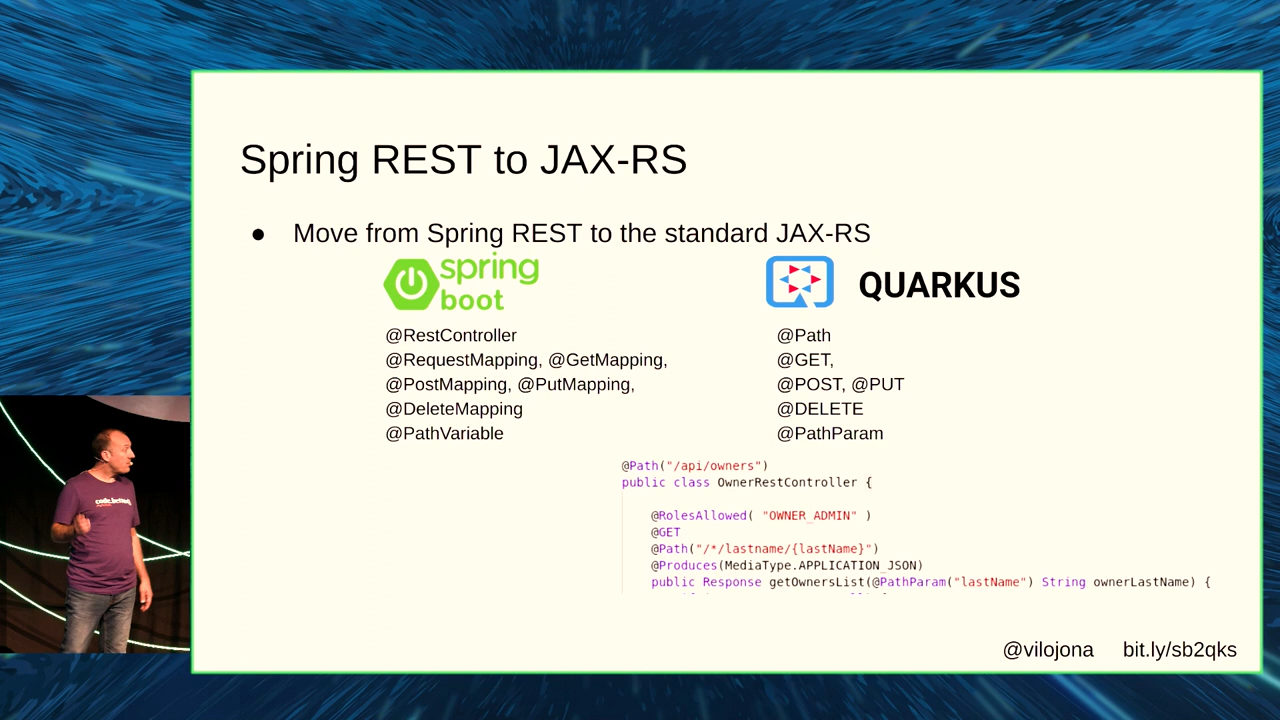 Spring REST to JAX-RS
● Move from Spring REST to the standard JAX-RS
spring
boot
QUARKUS
@RestController
@RequestMapping, @GetMapping,
@PostMapping, @PutMapping,
@DeleteMapping
@PathVariable
@Path
@GET,
@POST, @PUT
@DELETE
@PathParam
@Path("/api/owners")
public class OwnerRestController {
@RolesAllowed( "OWNER_ADMIN" )
@GET
@Path("/*/lastname/{lastName}")
@Produces(MediaType.APPLICATION_JSON)
public Response getOwnersList(@PathParam("lastName") String ownerLastName) {
@vilojona bit.ly/sb2qks